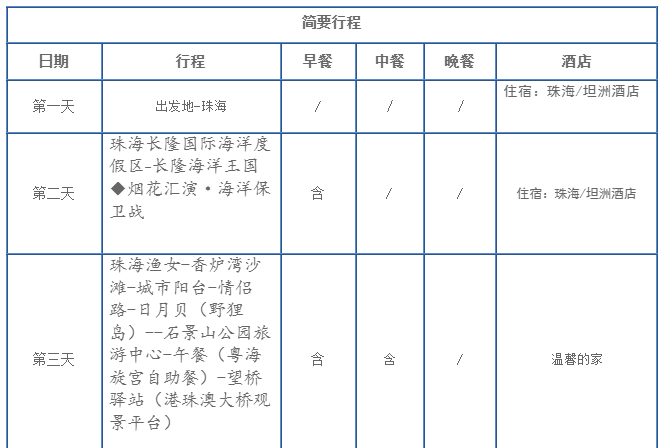 简要行程
日期 行程 早餐 中餐 晚餐 酒店
第一天 出发地-珠海 / / / 住宿：珠海/坦洲酒店
珠海长隆国际海洋度
假区-长隆海洋王国
◆烟花汇演·海洋保
卫战
第二天 含 / / 住宿：珠海/坦洲酒店
珠海渔女-香炉湾沙
滩-城市阳台-情侣
路-日月贝（野狸
岛）--石景山公园旅
游中心-午餐（粤海
旋宫自助餐）-望桥
驿站（港珠澳大桥观
景平台）
第三天 含 含 / 温馨的家